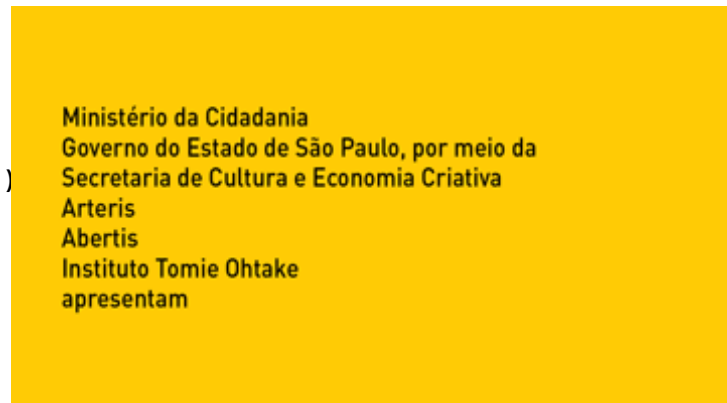 Ministério da Cidadania
Governo do Estado de São Paulo, por meio da
)
Secretaria de Cultura e Economia Criativa
Arteris
Abertis
Instituto Tomie Ohtake
apresentam